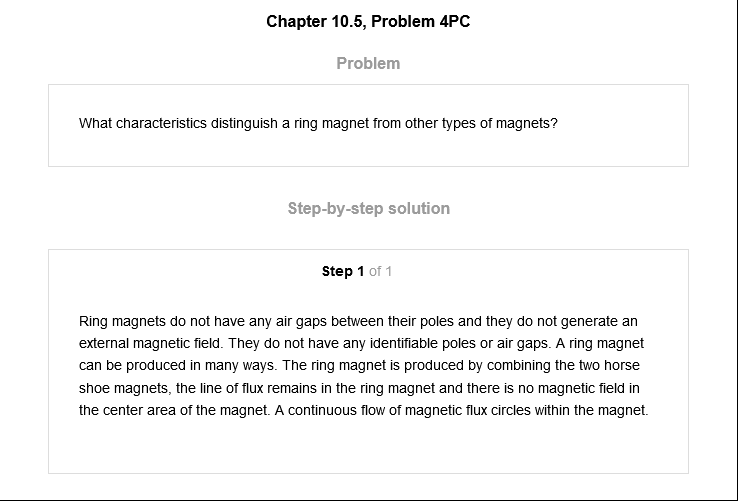 Chapter 10.5, Problem 4PC
Problem
What characteristics distinguish a ring magnet from other types of magnets?
Step-by-step solution
Step 1 of 1
Ring magnets do not have any air gaps between their poles and they do not generate an
external magnetic field. They do not have any identifiable poles or air gaps. A ring magnet
can be produced in many ways. The ring magnet is produced by combining the two horse
shoe magnets, the line of flux remains in the ring magnet and there is no magnetic field in
the center area of the magnet. A continuous flow of magnetic flux circles within the magnet.